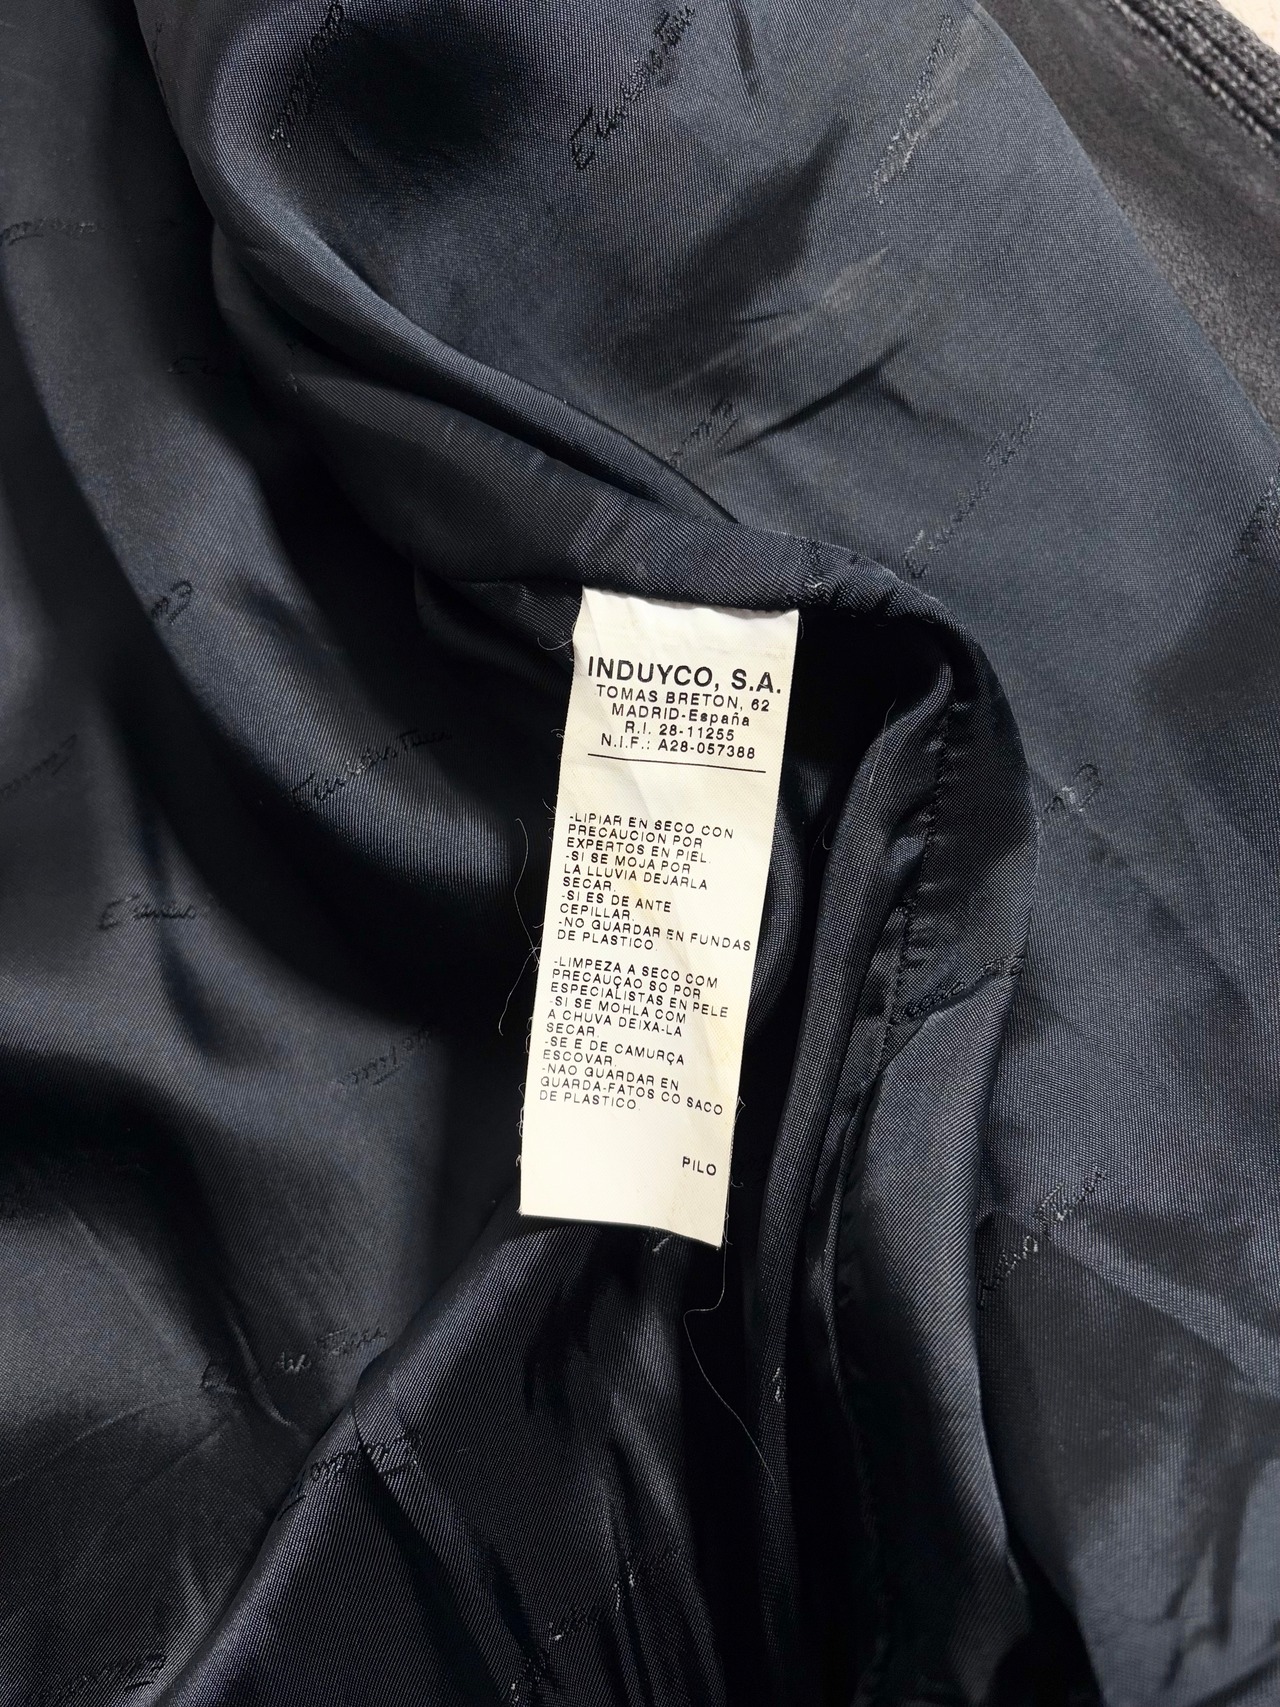 INDUYCO, S.A.
TOMAS BRETON, 62
MADRID-España
R.I. 28-11255
N.I.F.: A28-057388
-LIPIAR EN SECO CON
PRECAUCION POR
EXPERTOS EN PIEL.
-SI SE MOJA POR
LA LLUVIA DEJARLA
SECAR.
-SI ES DE ANTE
CEPILLAR.
-NO GUARDAR EN FUNDAS
DE PLASTICO.
-LIMPEZA A SECO COM
PRECAUÇAO SO POR
ESPECIALISTAS EN PELE
-SI SE MOHLA COM
A CHUVA DEIXA-LA
SECAR.
-SE E DE CAMURÇA
ESCOVAR.
-NAO GUARDAR EN
GUARDA-FATOS CO SACO
DE PLASTICO.
PILO